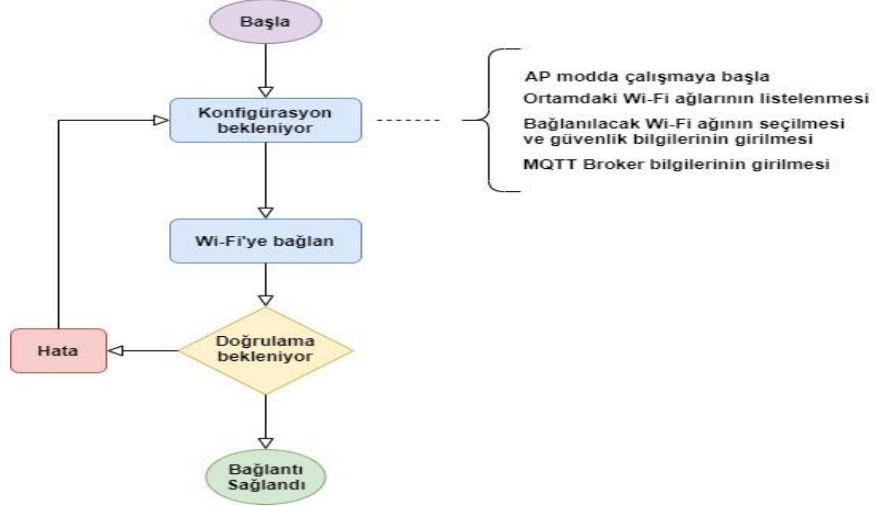 Başla
Konfigürasyon
bekleniyor
AP modda çalışmaya başla
Ortamdaki Wi-Fi ağlarının listelenmesi
Bağlanılacak Wi-Fi ağının seçilmesi
ve güvenlik bilgilerinin girilmesi
MQTT Broker bilgilerinin girilmesi
Wi-Fi'ye bağlan
Doğrulama
bekleniyor
Hata
Bağlantı
Sağlandı